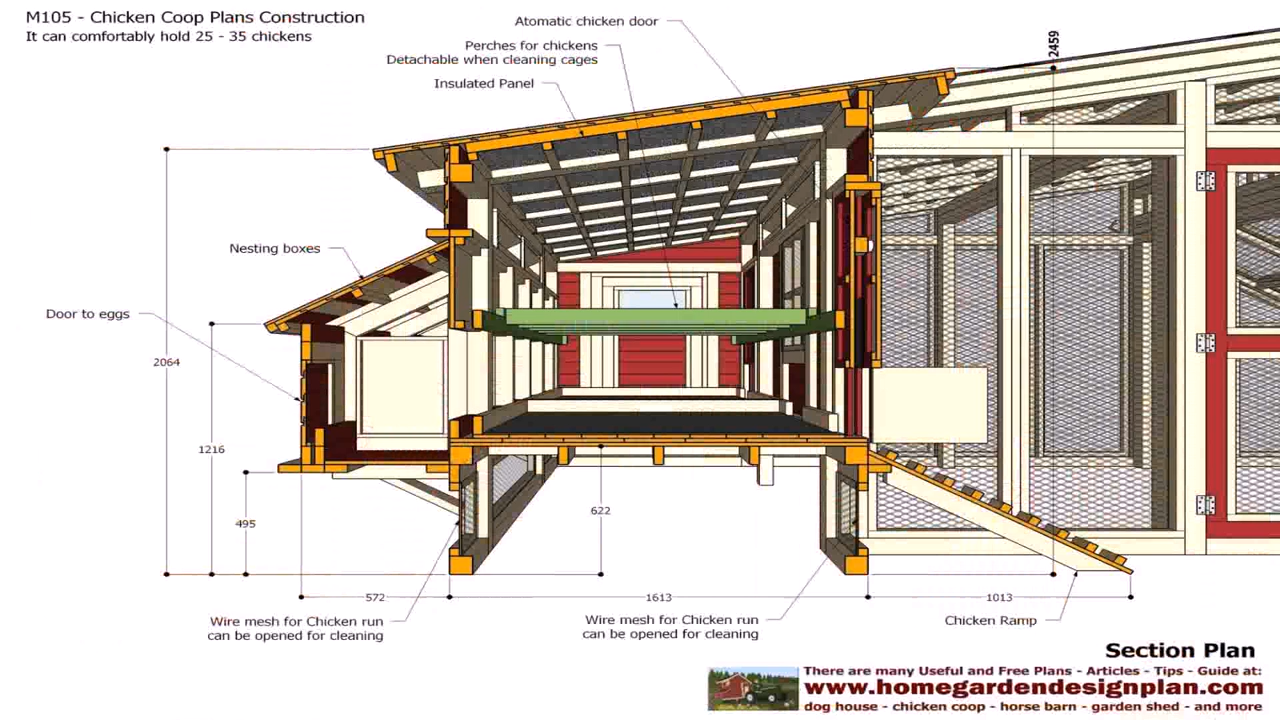 M105 - Chicken Coop Plans Construction
It can comfortably hold 25 - 35 chickens
Atomatic chicken door
Perches for chickens
Detachable when cleaning cages
Insulated Panel
2459
Nesting boxes
Door to eggs
2064
1216
495
622
572
1613
1013
Wire mesh for Chicken run
can be opened for cleaning
Wire mesh for Chicken run
can be opened for cleaning
Chicken Ramp
Section Plan
There are many Useful and Free Plans - Articles - Tips - Guide at:
www.homegardendesignplan.com
dog house - chicken coop - horse barn - garden shed - and more